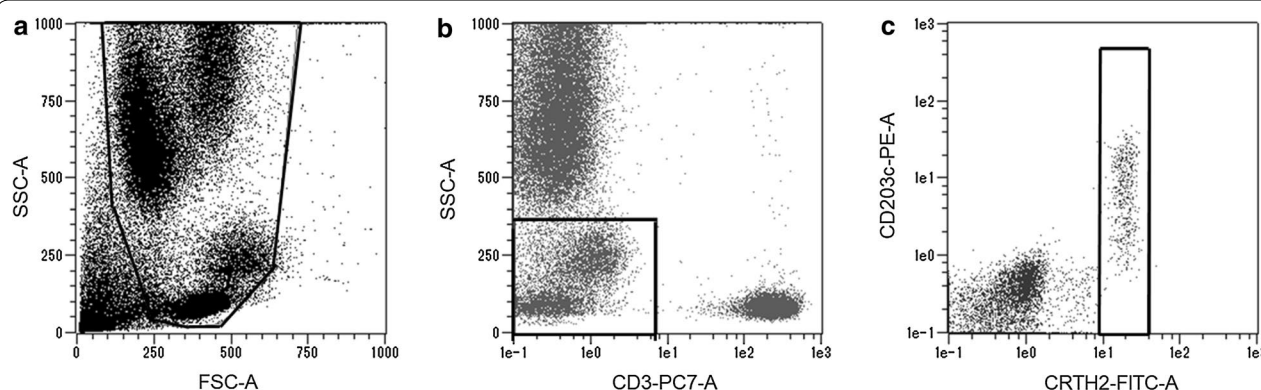 a
1000
750
500
250
0
SSC-A
0 250 500 750 1000
FSC-A
b
1000
750
500
250
0
SSC-A
1e-1 1e0 1e1 1e2 1e3
CD3-PC7-A
c
1e3
1e2
1e1
1e0
1e-1
CD203c-PE-A
1e-1 1e0 1e1 1e2 1e3
CRTH2-FITC-A